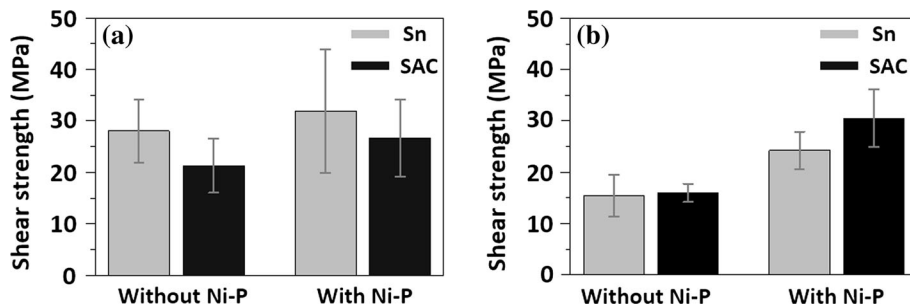 (a)
Sn
SAC
Shear strength (MPa)
50
40
30
20
10
0
Without Ni-P
With Ni-P
(b)
Sn
SAC
Shear strength (MPa)
50
40
30
20
10
0
Without Ni-P
With Ni-P